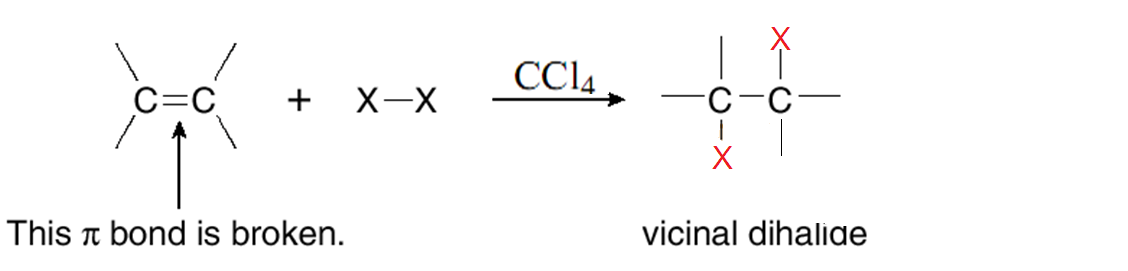 X
CCl4
C=C + X—X C—C
X
This π bond is broken. vicinal dihalide